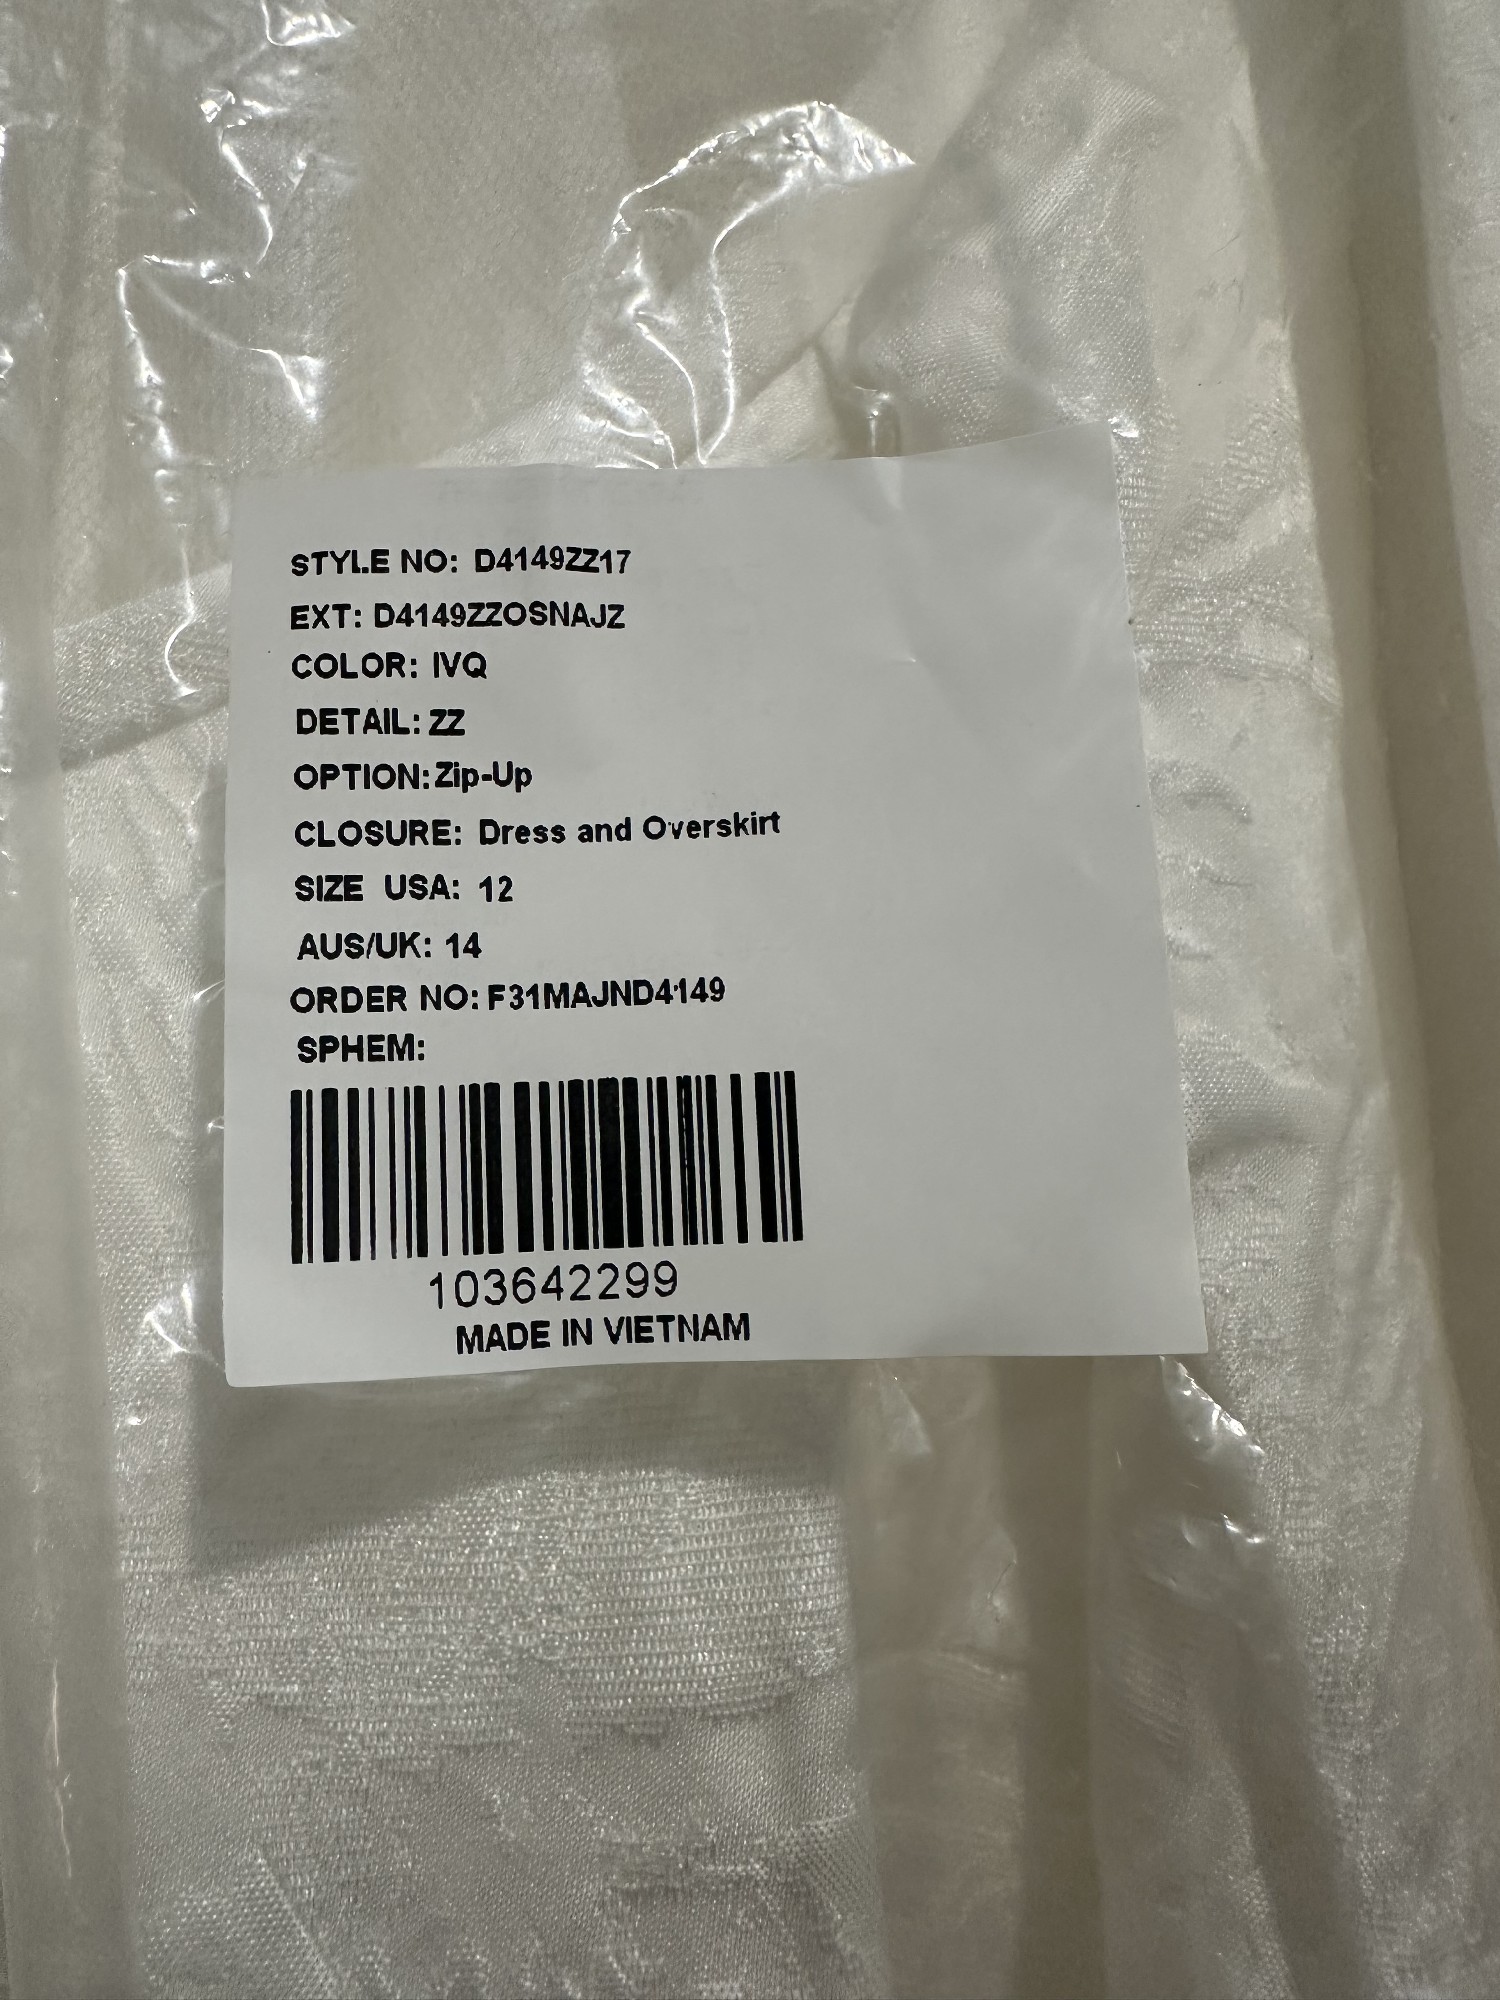 STYLE NO: D4149ZZ17
EXT: D4149ZZOSNAJZ
COLOR: IVQ
DETAIL: ZZ
OPTION: Zip-Up
CLOSURE: Dress and Overskirt
SIZE USA: 12
AUS/UK: 14
ORDER NO: F31MAJND4149
SPHEM:
103642299
MADE IN VIETNAM